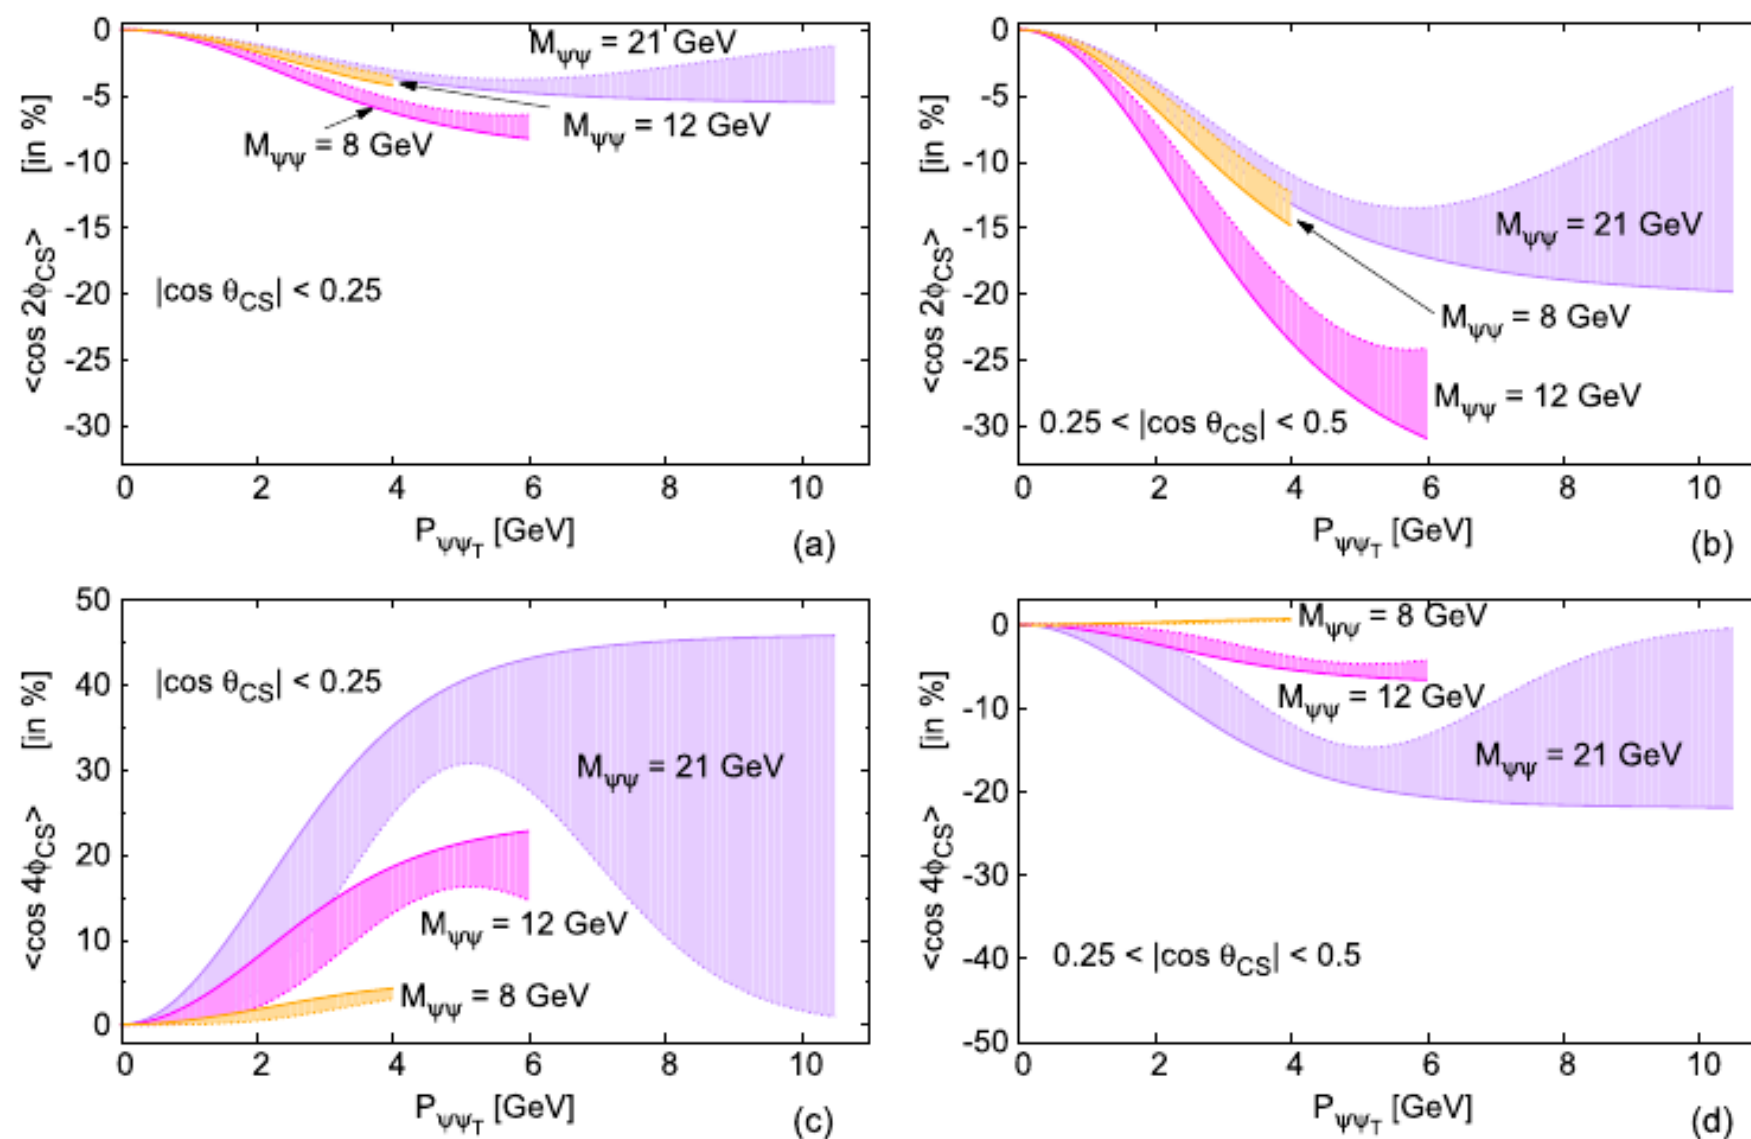 0
-5
-10
-15
-20
-25
-30
<cos 2ϕCS> [in %]
Mψψ = 21 GeV
Mψψ = 12 GeV
Mψψ = 8 GeV
|cos θCS| < 0.25
0 2 4 6 8 10
PψψT [GeV]
(a)
0
-5
-10
-15
-20
-25
-30
<cos 2ϕCS> [in %]
Mψψ = 21 GeV
Mψψ = 8 GeV
Mψψ = 12 GeV
0.25 < |cos θCS| < 0.5
0 2 4 6 8 10
PψψT [GeV]
(b)
50
40
30
20
10
0
<cos 4ϕCS> [in %]
|cos θCS| < 0.25
Mψψ = 21 GeV
Mψψ = 12 GeV
Mψψ = 8 GeV
0 2 4 6 8 10
PψψT [GeV]
(c)
0
-10
-20
-30
-40
-50
<cos 4ϕCS> [in %]
Mψψ = 8 GeV
Mψψ = 12 GeV
Mψψ = 21 GeV
0.25 < |cos θCS| < 0.5
0 2 4 6 8 10
PψψT [GeV]
(d)